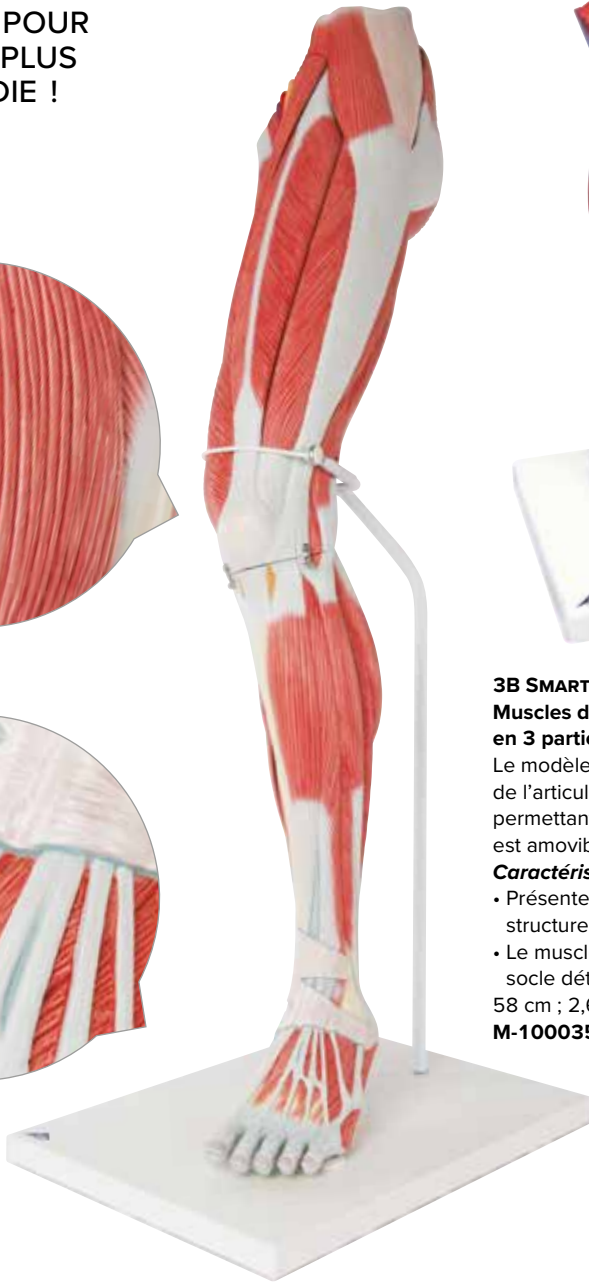 POUR
PLUS
DIE !
3B SMART
Muscles d
en 3 partie
Le modèle
de l'articul
permettan
est amovib
Caractéris
• Présente
structure
• Le muscl
socle dét
58 cm ; 2,6
M-100035